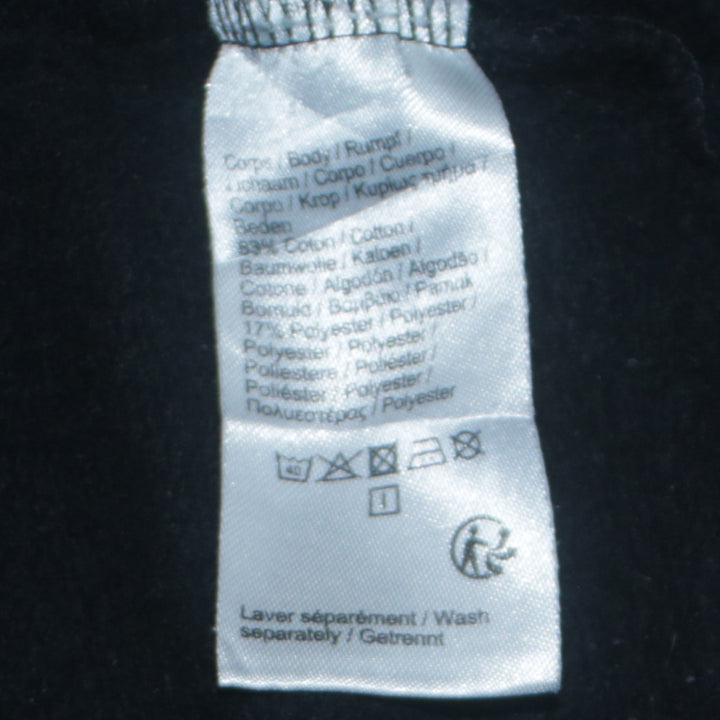 Corps / Body / Rumpf /
Lichaam / Corpo / Cuerpo /
Corpo / Krop / Κυρίως τμήμα /
Beden
83% Coton / Cotton /
Baumwolle / Katoen /
Cotone / Algodón / Algodão /
Bomuld / Βαμβάκι / Pamuk
17% Polyester / Polyester /
Polyester / Polyester /
Poliestere / Poliéster /
Poliéster / Polyester /
Πολυεστέρας / Polyester
40
I
Laver séparément / Wash
separately / Getrennt